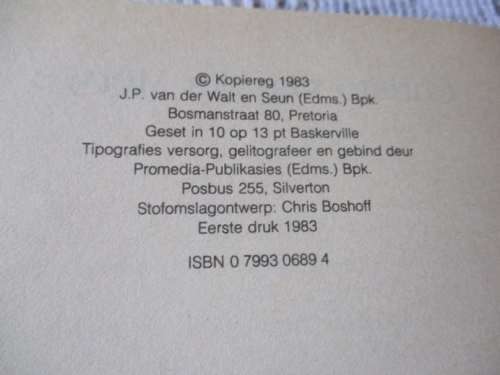 © Kopiereg 1983
J.P. van der Walt en Seun (Edms.) Bpk.
Bosmanstraat 80, Pretoria
Geset in 10 op 13 pt Baskerville
Tipografies versorg, gelitografeer en gebind deur
Promedia-Publikasies (Edms.) Bpk.
Posbus 255, Silverton
Stofomslagontwerp: Chris Boshoff
Eerste druk 1983
ISBN 0 7993 0689 4